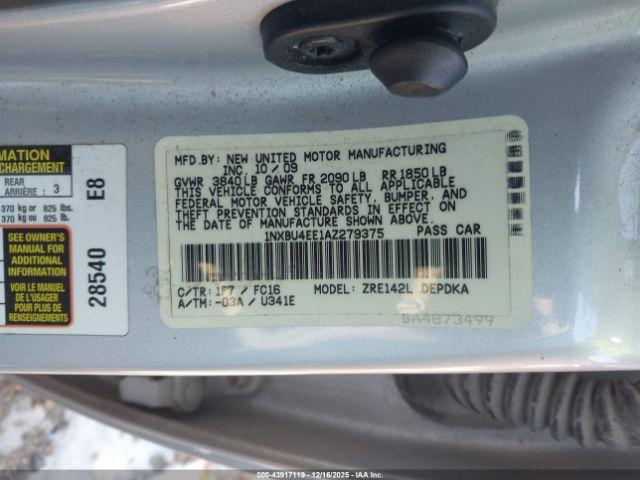 MATION
CHARGEMENT
REAR
ARRIÈRE : 3
370 kg or 825 lbs.
370 kg ou 825 lb.
SEE OWNER'S
MANUAL FOR
ADDITIONAL
INFORMATION
VOIR LE MANUEL
DE L'USAGER
POUR PLUS DE
RENSEIGNEMENTS
28540 E8
MFD.BY: NEW UNITED MOTOR MANUFACTURING
INC 10/09
GVWR 3840LB GAWR FR 2090LB RR1850LB
THIS VEHICLE CONFORMS TO ALL APPLICABLE
FEDERAL MOTOR VEHICLE SAFETY, BUMPER, AND
THEFT PREVENTION STANDARDS IN EFFECT ON
THE DATE OF MANUFACTURE SHOWN ABOVE.
1NXBU4EE1AZ279375 PASS CAR
C/TR: 1F7 / FC16 MODEL: ZRE142L DEPDKA
A/TM: -03A / U341E
BA4873499
000-43917119 - 12/16/2025 - IAA Inc.